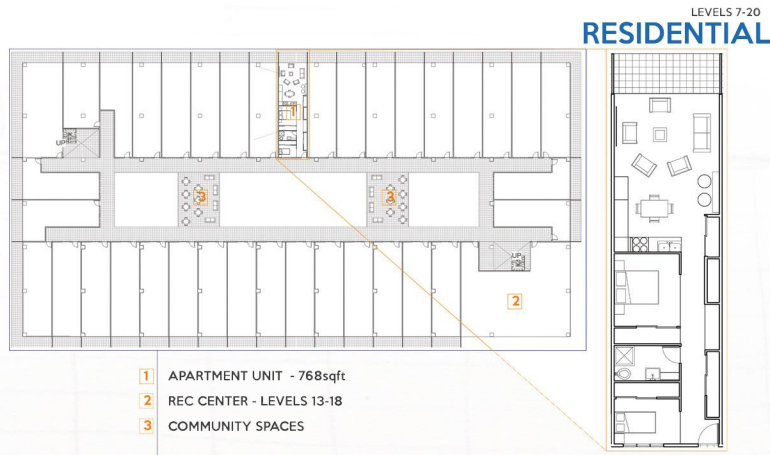 LEVELS 7-20
RESIDENTIAL
1
UP
3
3
UP
2
1 APARTMENT UNIT - 768sqft
2 REC CENTER - LEVELS 13-18
3 COMMUNITY SPACES